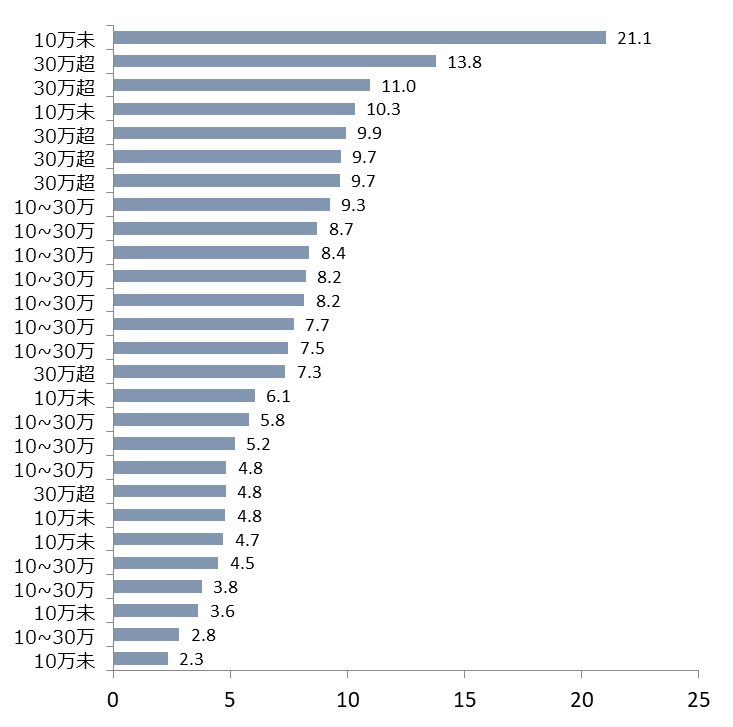 10万未 21.1
30万超 13.8
30万超 11.0
10万未 10.3
30万超 9.9
30万超 9.7
30万超 9.7
10~30万 9.3
10~30万 8.7
10~30万 8.4
10~30万 8.2
10~30万 8.2
10~30万 7.7
10~30万 7.5
30万超 7.3
10万未 6.1
10~30万 5.8
10~30万 5.2
10~30万 4.8
30万超 4.8
10万未 4.8
10万未 4.7
10~30万 4.5
10~30万 3.8
10万未 3.6
10~30万 2.8
10万未 2.3
0 5 10 15 20 25